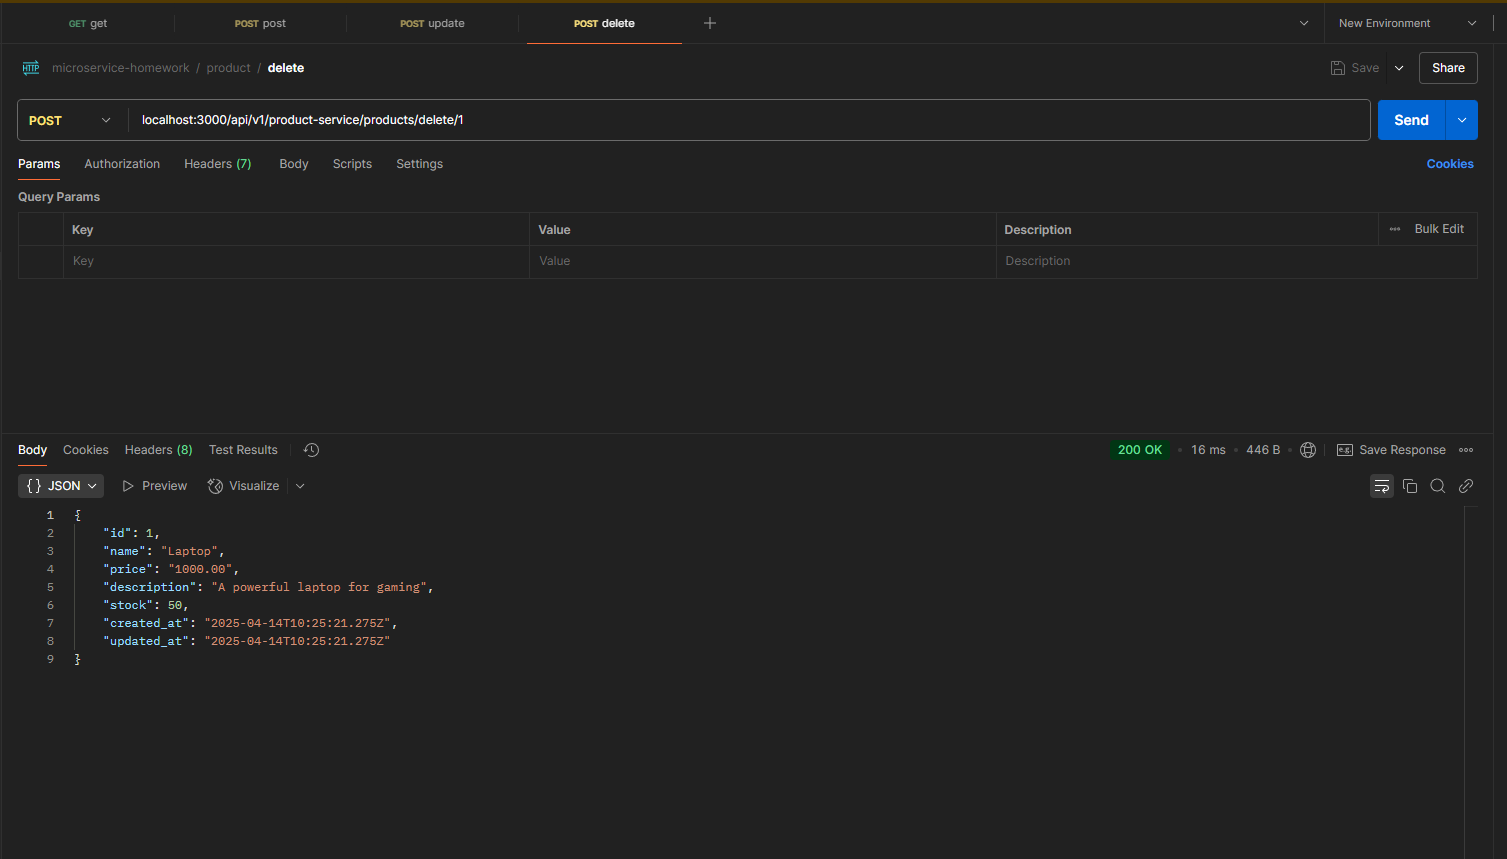 GET get POST post POST update POST delete New Environment
HTTP microservice-homework / product / delete Save Share
POST localhost:3000/api/v1/product-service/products/delete/1 Send
Params Authorization Headers (7) Body Scripts Settings Cookies
Query Params
Key Value Description Bulk Edit
Key Value Description
Body Cookies Headers (8) Test Results 200 OK 16 ms 446 B e.g. Save Response
{} JSON Preview Visualize
1 {
2 "id": 1,
3 "name": "Laptop",
4 "price": "1000.00",
5 "description": "A powerful laptop for gaming",
6 "stock": 50,
7 "created_at": "2025-04-14T10:25:21.275Z",
8 "updated_at": "2025-04-14T10:25:21.275Z"
9 }